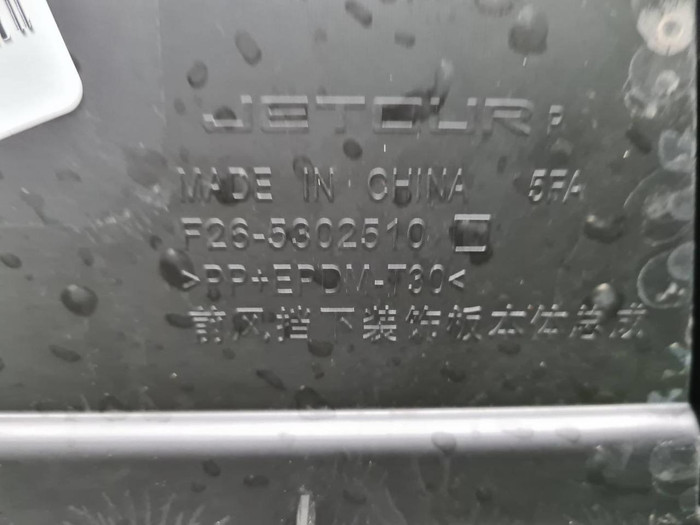 JETOUR P
MADE IN CHINA 5FA
F26-5302510
>PP+EPDM-T30<
前风挡下装饰板本体总成